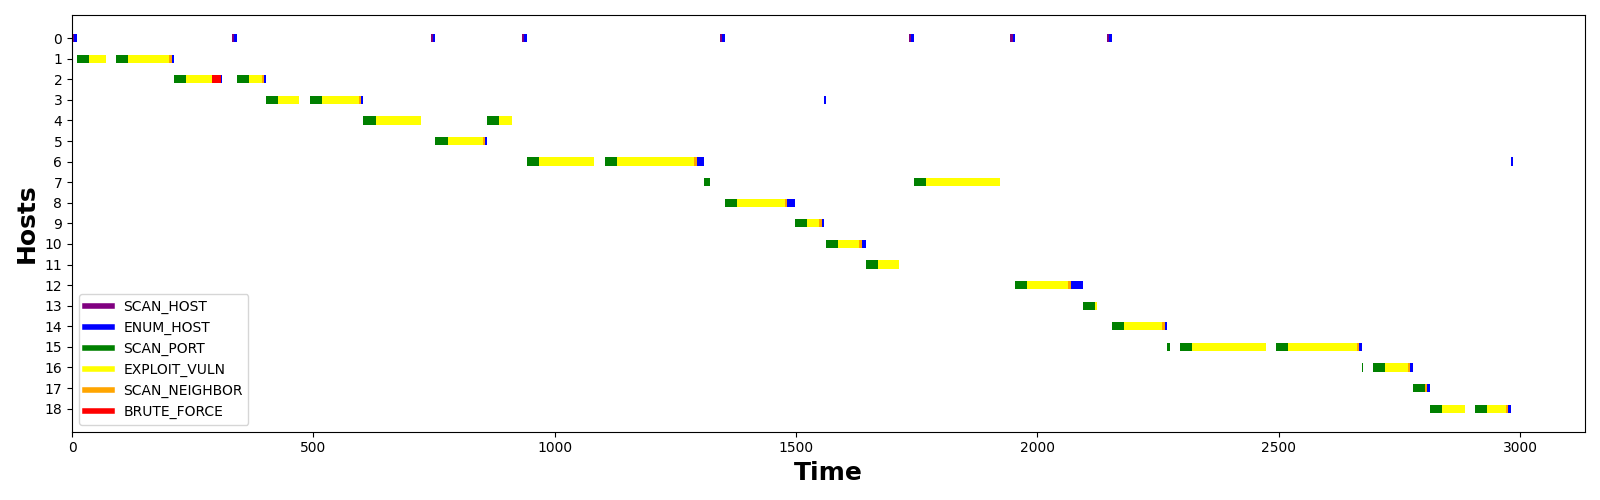 Hosts
0
1
2
3
4
5
6
7
8
9
10
11
12
13
14
15
16
17
18
SCAN_HOST
ENUM_HOST
SCAN_PORT
EXPLOIT_VULN
SCAN_NEIGHBOR
BRUTE_FORCE
0 500 1000 1500 2000 2500 3000
Time